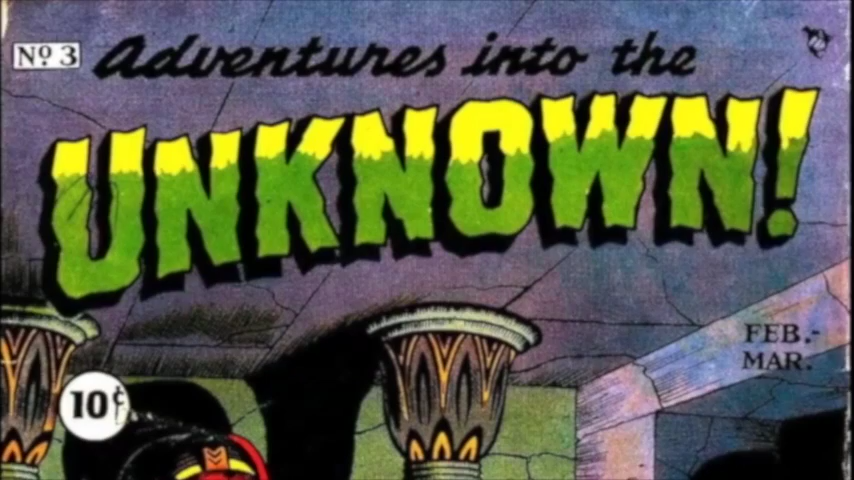 Nº 3
Adventures into the
UNKNOWN!
FEB.-
MAR.
10¢